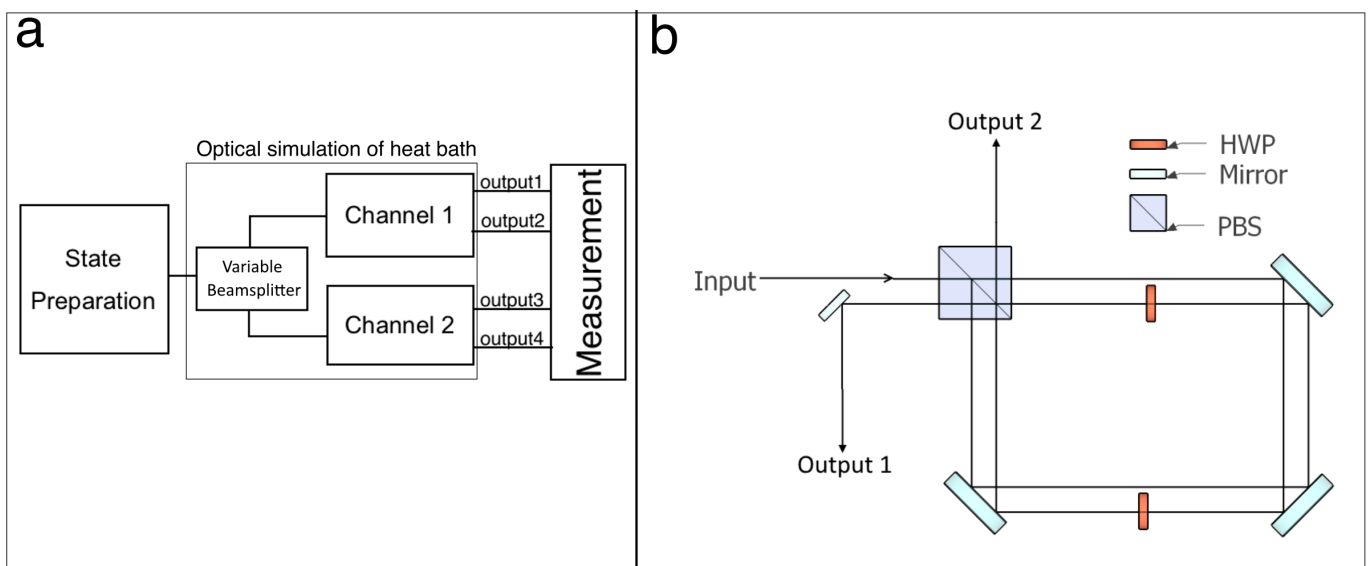 a
Optical simulation of heat bath
State
Preparation
Variable
Beamsplitter
Channel 1
Channel 2
output1
output2
output3
output4
Measurement
b
Output 2
HWP
Mirror
PBS
Input
Output 1